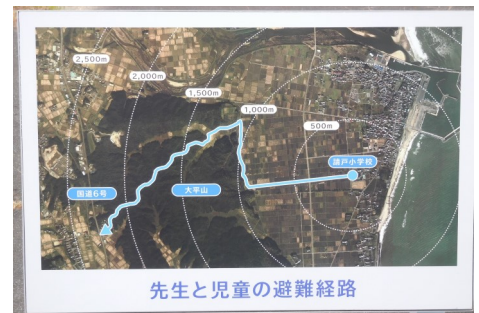 2,500m
2,000m
1,500m
1,000m
500m
請戸小学校
大平山
国道6号
先生と児童の避難経路